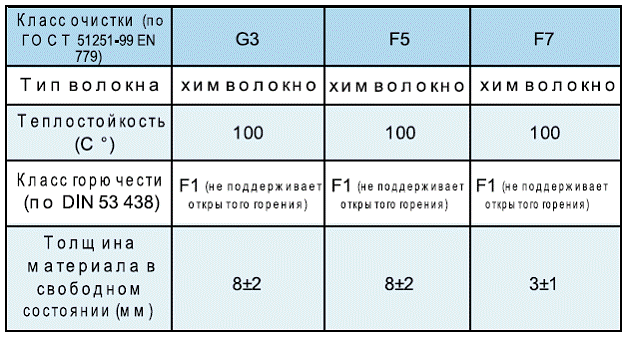 Класс очистки (по
ГОСТ 51251-99 EN
779)
G3
F5
F7
Тип волокна
хим волокно
хим волокно
хим волокно
Теплостойкость
(С °)
100
100
100
Класс горючести
(по DIN 53 438)
F1 (не поддерживает
открытого горения)
F1 (не поддерживает
открытого горения)
F1 (не поддерживает
открытого горения)
Толщина
материала в
свободном
состоянии (мм)
8±2
8±2
3±1